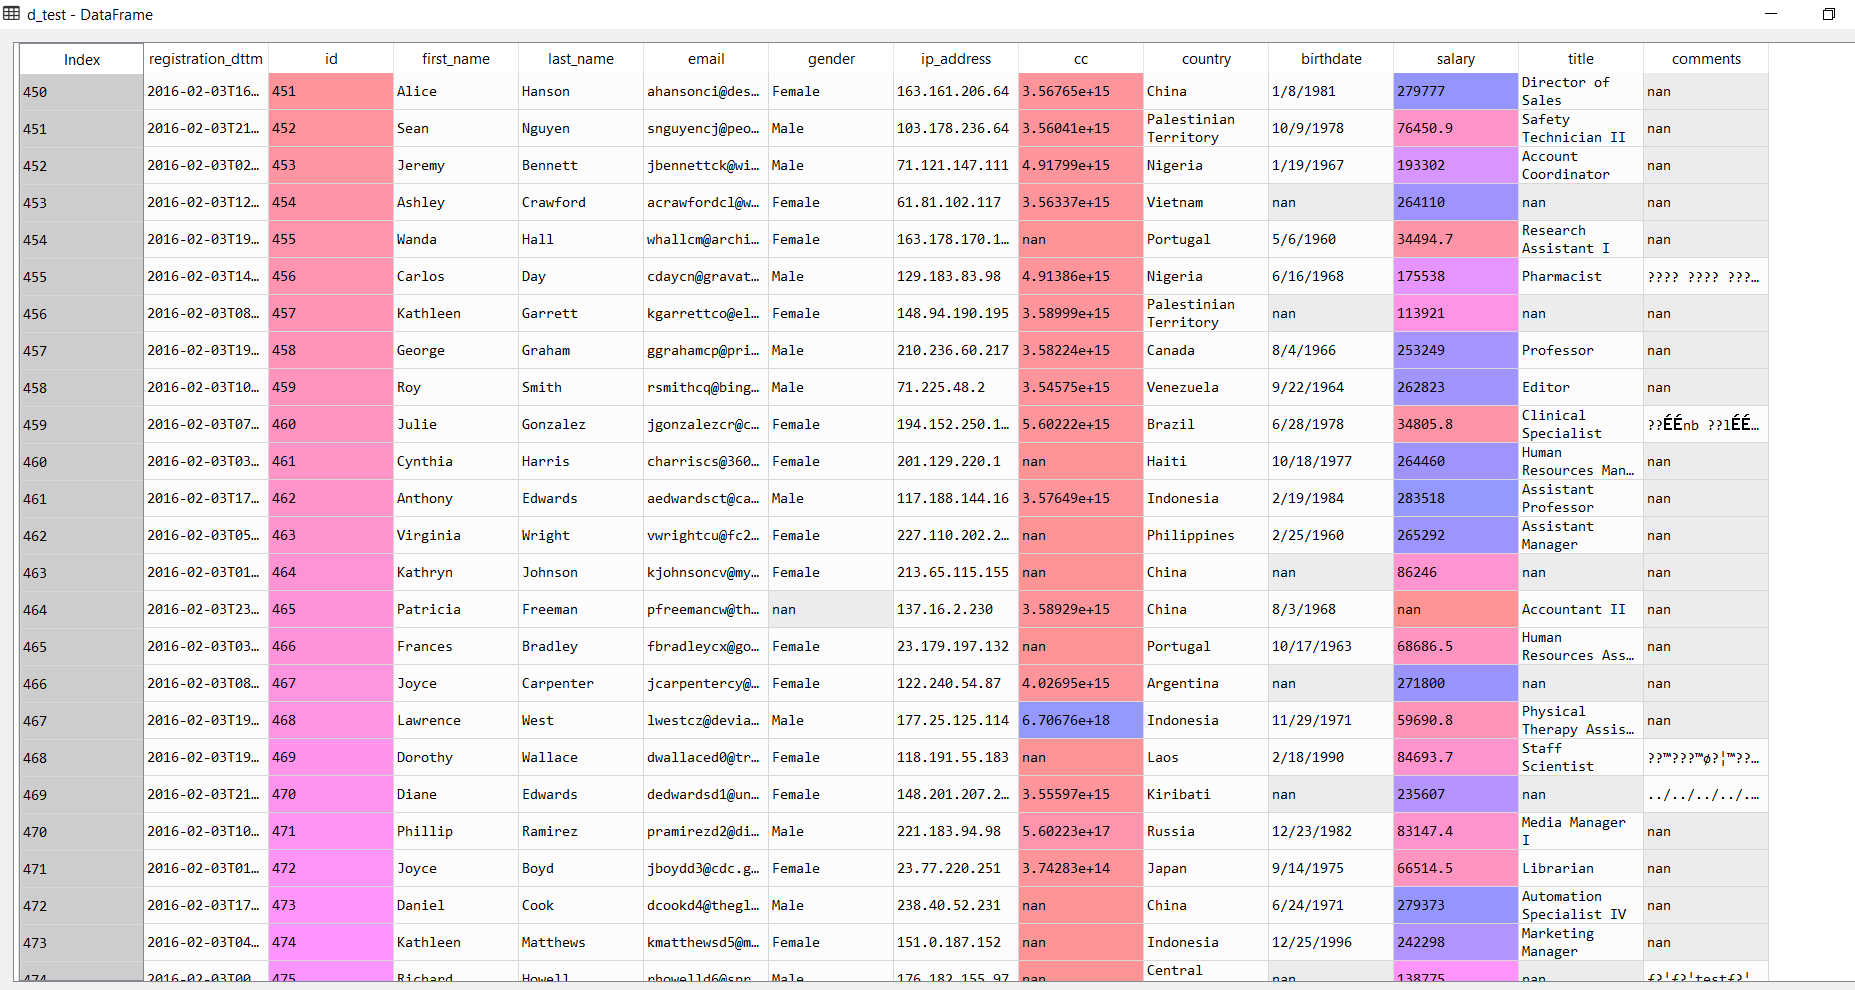 d_test - DataFrame
Index registration_dttm id first_name last_name email gender ip_address cc country birthdate salary title comments
450 2016-02-03T16… 451 Alice Hanson ahansonci@des… Female 163.161.206.64 3.56765e+15 China 1/8/1981 279777 Director of Sales nan
451 2016-02-03T21… 452 Sean Nguyen snguyencj@peo… Male 103.178.236.64 3.56041e+15 Palestinian Territory 10/9/1978 76450.9 Safety Technician II nan
452 2016-02-03T02… 453 Jeremy Bennett jbennettck@wi… Male 71.121.147.111 4.91799e+15 Nigeria 1/19/1967 193302 Account Coordinator nan
453 2016-02-03T12… 454 Ashley Crawford acrawfordcl@w… Female 61.81.102.117 3.56337e+15 Vietnam nan 264110 nan nan
454 2016-02-03T19… 455 Wanda Hall whallcm@archi… Female 163.178.170.1… nan Portugal 5/6/1960 34494.7 Research Assistant I nan
455 2016-02-03T14… 456 Carlos Day cdaycn@gravat… Male 129.183.83.98 4.91386e+15 Nigeria 6/16/1968 175538 Pharmacist ???? ???? ???…
456 2016-02-03T08… 457 Kathleen Garrett kgarrettco@el… Female 148.94.190.195 3.58999e+15 Palestinian Territory nan 113921 nan nan
457 2016-02-03T19… 458 George Graham ggrahamcp@pri… Male 210.236.60.217 3.58224e+15 Canada 8/4/1966 253249 Professor nan
458 2016-02-03T10… 459 Roy Smith rsmithcq@bing… Male 71.225.48.2 3.54575e+15 Venezuela 9/22/1964 262823 Editor nan
459 2016-02-03T07… 460 Julie Gonzalez jgonzalezcr@c… Female 194.152.250.1… 5.60222e+15 Brazil 6/28/1978 34805.8 Clinical Specialist ??ÉÉnb ??lÉÉ…
460 2016-02-03T03… 461 Cynthia Harris charriscs@360… Female 201.129.220.1 nan Haiti 10/18/1977 264460 Human Resources Man… nan
461 2016-02-03T17… 462 Anthony Edwards aedwardsct@ca… Male 117.188.144.16 3.57649e+15 Indonesia 2/19/1984 283518 Assistant Professor nan
462 2016-02-03T05… 463 Virginia Wright vwrightcu@fc2… Female 227.110.202.2… nan Philippines 2/25/1960 265292 Assistant Manager nan
463 2016-02-03T01… 464 Kathryn Johnson kjohnsoncv@my… Female 213.65.115.155 nan China nan 86246 nan nan
464 2016-02-03T23… 465 Patricia Freeman pfreemancw@th… nan 137.16.2.230 3.58929e+15 China 8/3/1968 nan Accountant II nan
465 2016-02-03T03… 466 Frances Bradley fbradleycx@go… Female 23.179.197.132 nan Portugal 10/17/1963 68686.5 Human Resources Ass… nan
466 2016-02-03T08… 467 Joyce Carpenter jcarpentercy@… Female 122.240.54.87 4.02695e+15 Argentina nan 271800 nan nan
467 2016-02-03T19… 468 Lawrence West lwestcz@devia… Male 177.25.125.114 6.70676e+18 Indonesia 11/29/1971 59690.8 Physical Therapy Assis… nan
468 2016-02-03T19… 469 Dorothy Wallace dwallaced0@tr… Female 118.191.55.183 nan Laos 2/18/1990 84693.7 Staff Scientist ??™???™ø?¦™??…
469 2016-02-03T21… 470 Diane Edwards dedwardsd1@un… Female 148.201.207.2… 3.55597e+15 Kiribati nan 235607 nan ../../../../.…
470 2016-02-03T10… 471 Phillip Ramirez pramirezd2@di… Male 221.183.94.98 5.60223e+17 Russia 12/23/1982 83147.4 Media Manager I nan
471 2016-02-03T01… 472 Joyce Boyd jboydd3@cdc.g… Female 23.77.220.251 3.74283e+14 Japan 9/14/1975 66514.5 Librarian nan
472 2016-02-03T17… 473 Daniel Cook dcookd4@thegl… Male 238.40.52.231 nan China 6/24/1971 279373 Automation Specialist IV nan
473 2016-02-03T04… 474 Kathleen Matthews kmatthewsd5@m… Female 151.0.187.152 nan Indonesia 12/25/1996 242298 Marketing Manager nan
474 2016-02-03T00… 475 Richard Howell rhowelld6@spr… Male 176.182.155.97 nan Central nan 138775 nan